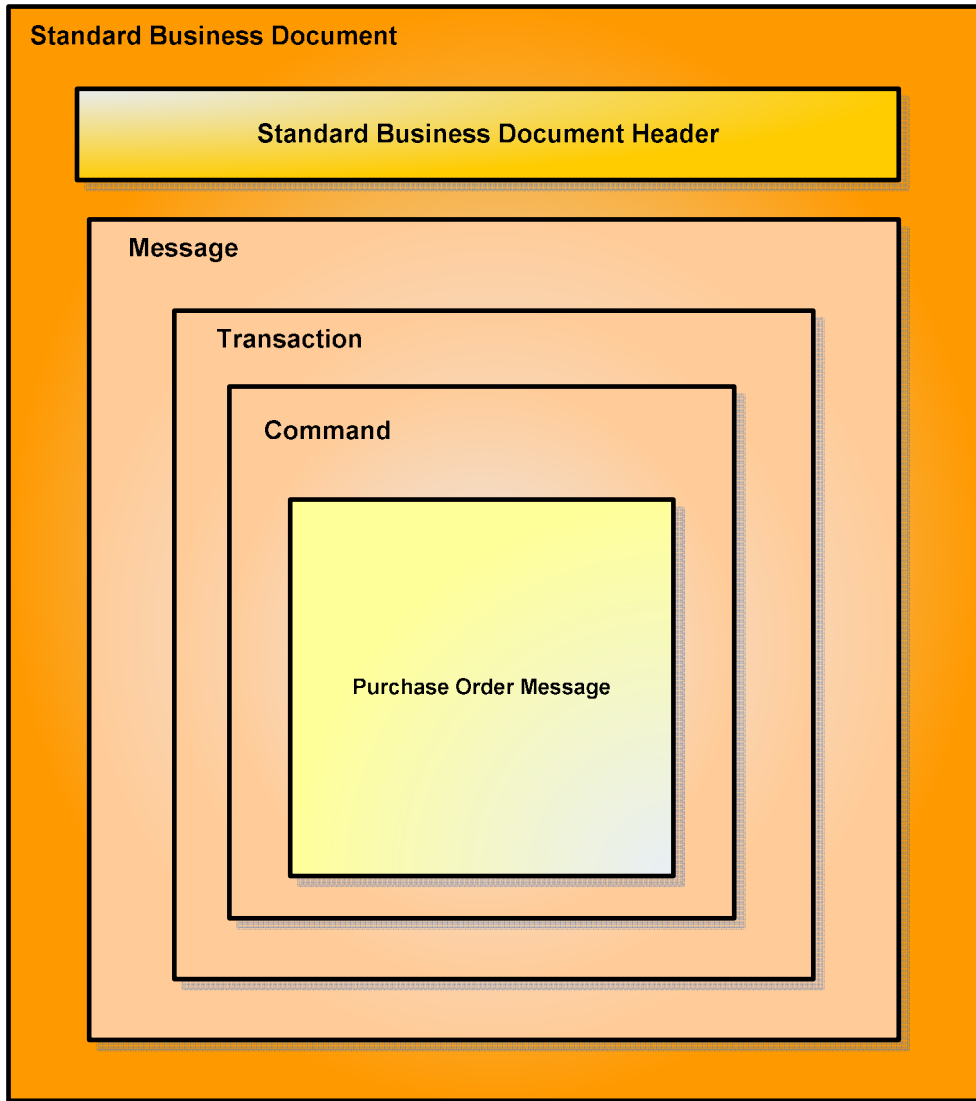 Standard Business Document
Standard Business Document Header
Message
Transaction
Command
Purchase Order Message